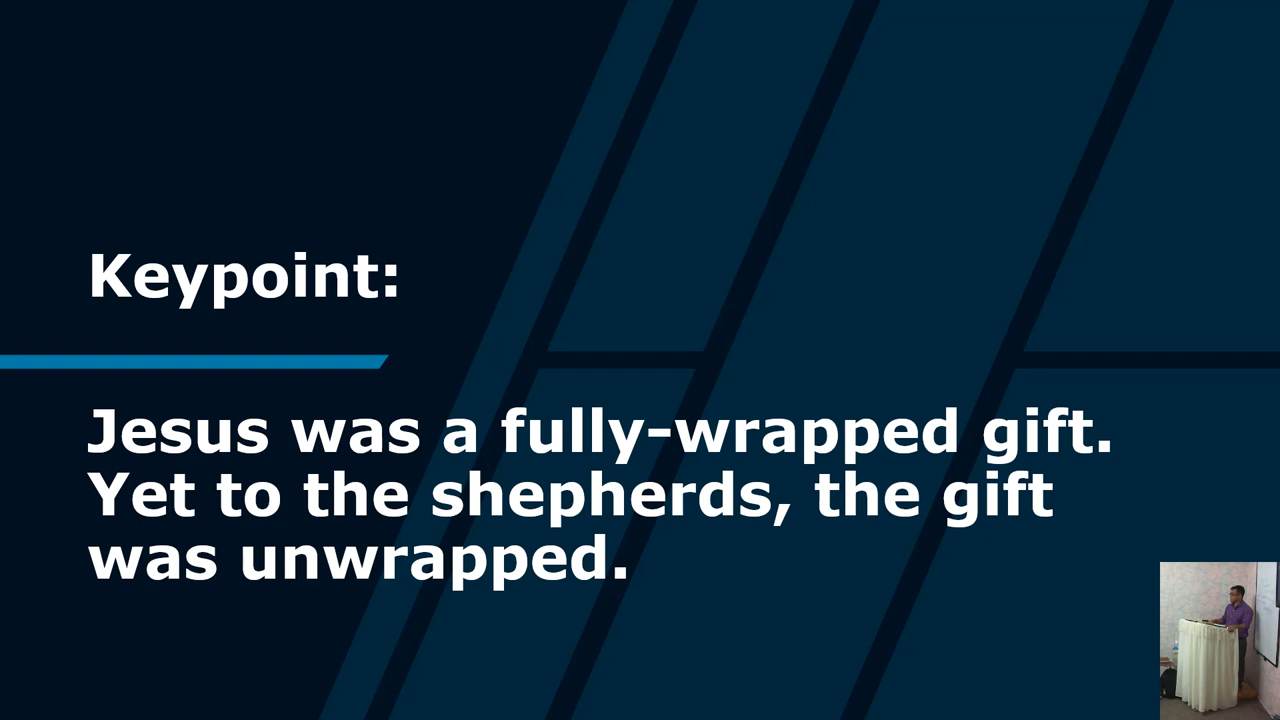 Keypoint:
Jesus was a fully-wrapped gift.
Yet to the shepherds, the gift
was unwrapped.